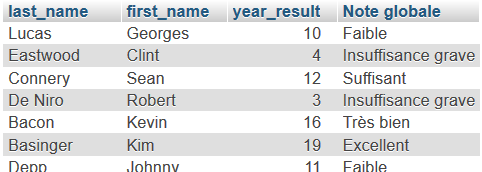 last_name first_name year_result Note globale
Lucas Georges 10 Faible
Eastwood Clint 4 Insuffisance grave
Connery Sean 12 Suffisant
De Niro Robert 3 Insuffisance grave
Bacon Kevin 16 Très bien
Basinger Kim 19 Excellent
Depp Johnny 11 Faible